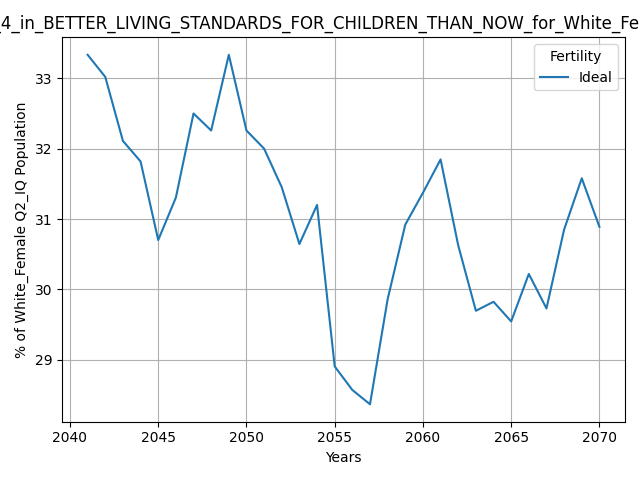 _4_in_BETTER_LIVING_STANDARDS_FOR_CHILDREN_THAN_NOW_for_White_Fe
Fertility
Ideal
% of White_Female Q2_IQ Population
33
32
31
30
29
2040 2045 2050 2055 2060 2065 2070
Years